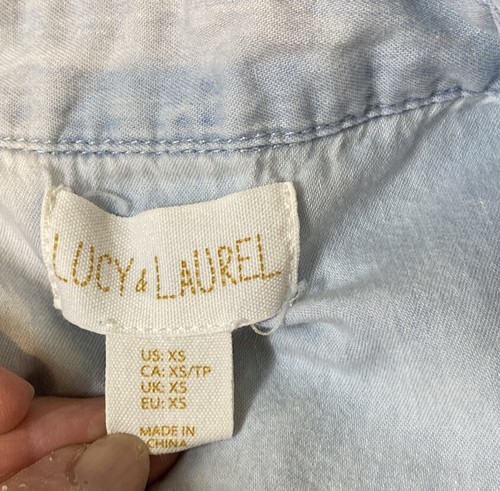 LUCY & LAUREL
US: XS
CA: XS/TP
UK: XS
EU: XS
MADE IN
CHINA